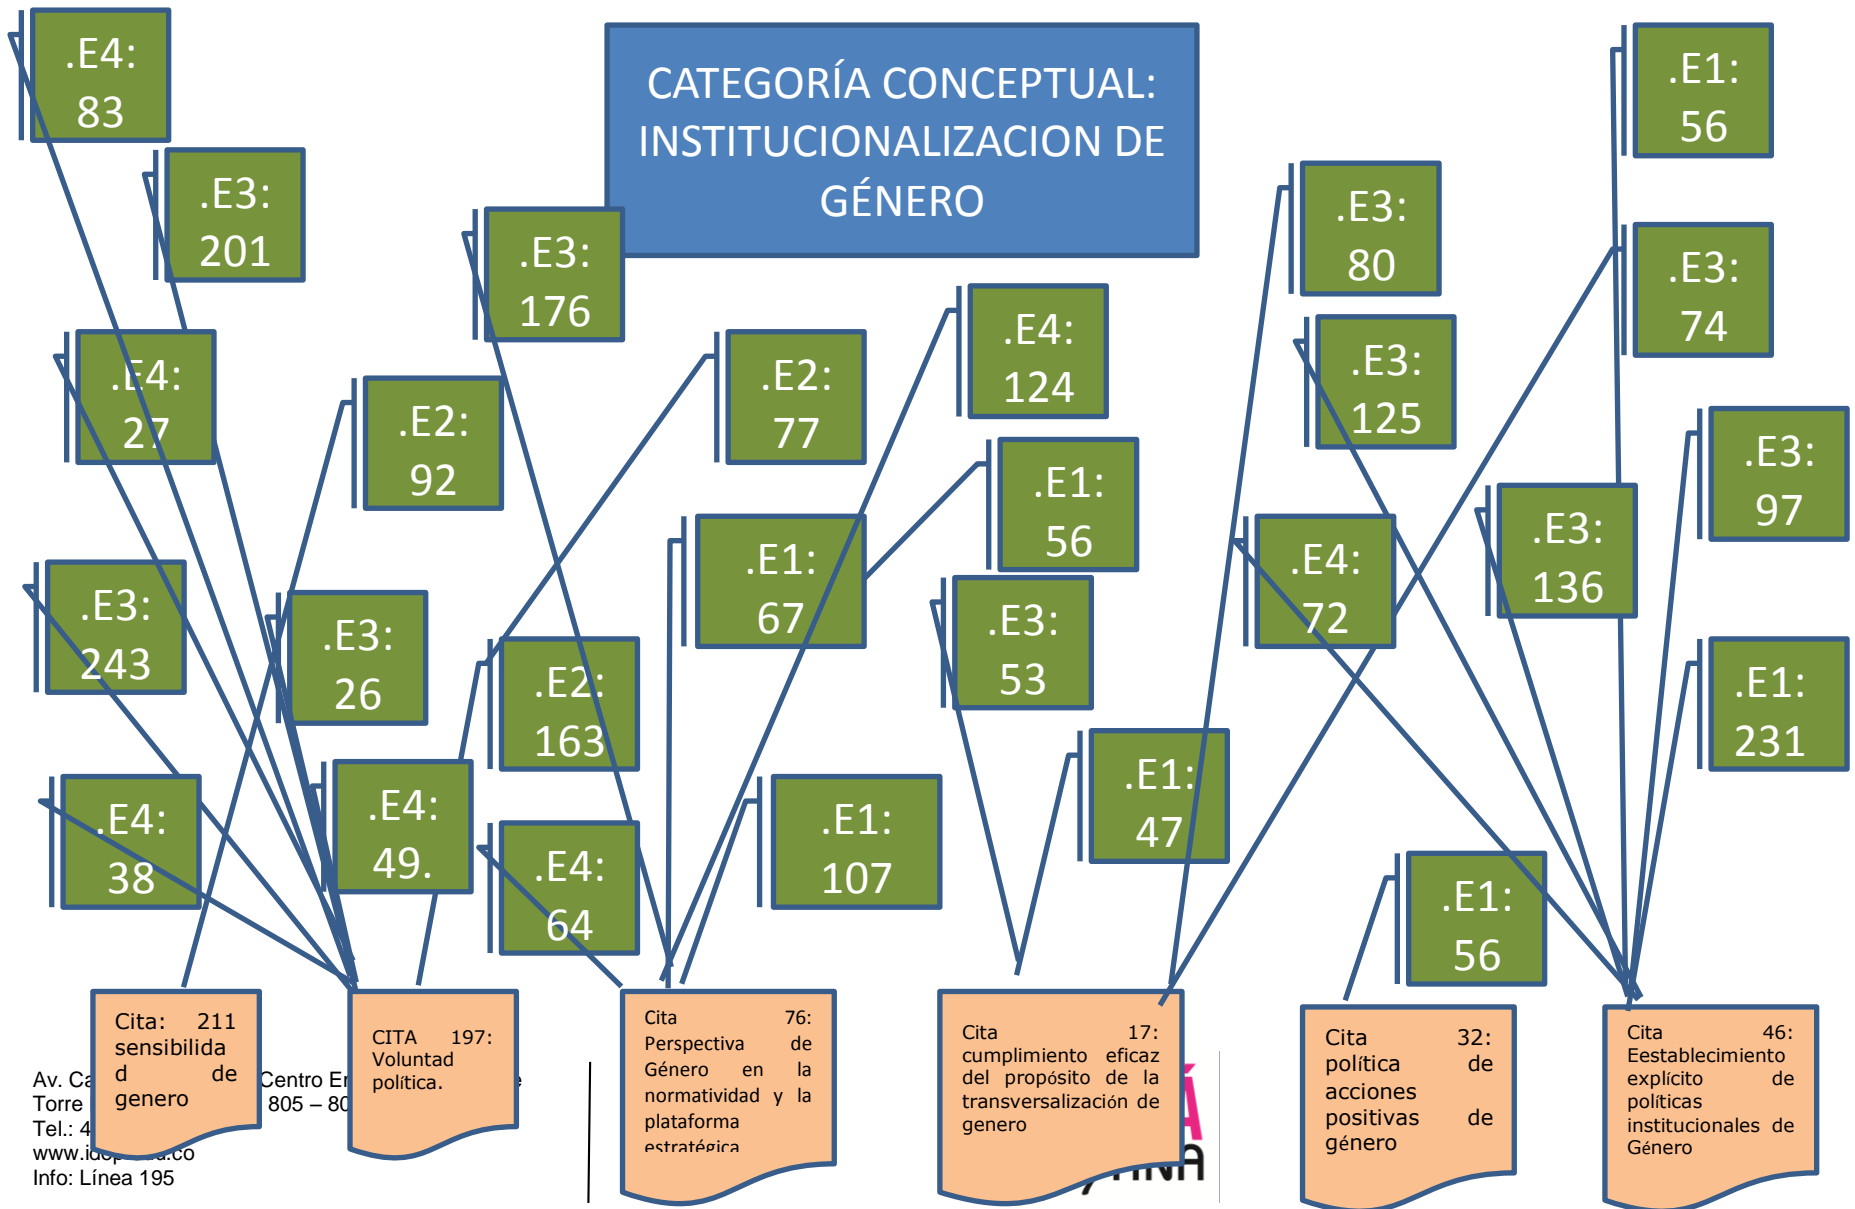 CATEGORÍA CONCEPTUAL:
INSTITUCIONALIZACION DE
GÉNERO
.E4:
83
.E3:
201
.E3:
176
.E4:
27
.E2:
92
.E2:
77
.E4:
124
.E1:
56
.E3:
80
.E3:
74
.E3:
125
.E1:
56
.E3:
97
.E1:
67
.E4:
72
.E3:
136
.E3:
243
.E3:
26
.E3:
53
.E2:
163
.E1:
231
.E4:
38
.E4:
49.
.E4:
64
.E1:
107
.E1:
47
.E1:
56
Cita: 211
sensibilida
d de
genero
CITA 197:
Voluntad
política.
Cita 76:
Perspectiva de
Género en la
normatividad y la
plataforma
estratégica
Cita 17:
cumplimiento eficaz
del propósito de la
transversalización de
genero
Cita 32:
política de
acciones
positivas de
género
Cita 46:
Eestablecimiento
explícito de
políticas
institucionales de
Género
Av. Centro
Torre 805 –
Tel.:
Info: Línea 195